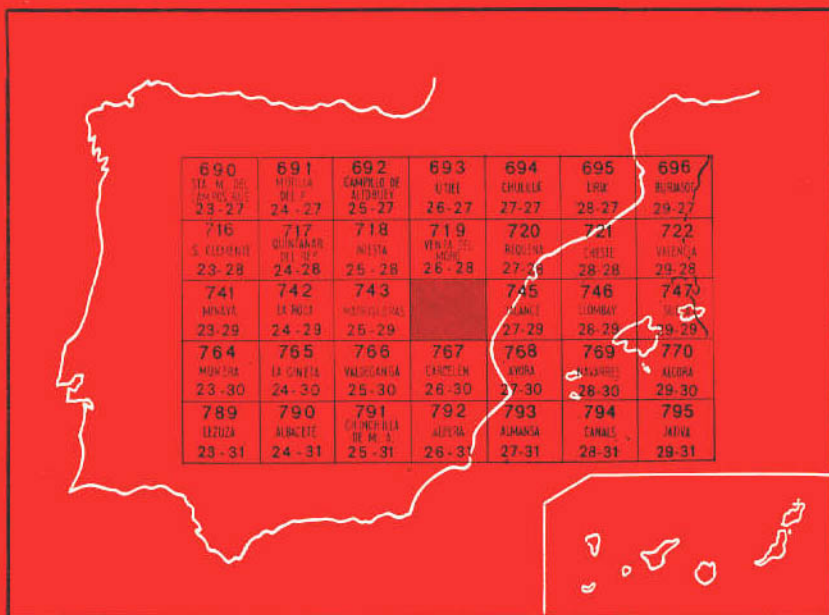 690 691 692 693 694 695 696
STA. M. DEL MOTILLA CAMPILLO DE UTIEL CHULILLA LIRIA BURJASOT
CAMPO RUS DEL P. ALTOBUEY
23-27 24-27 25-27 26-27 27-27 28-27 29-27
716 717 718 719 720 721 722
S. CLEMENTE QUINTANAR INIESTA VENTA DEL REQUENA CHESTE VALENCIA
DEL REY MORO
23-28 24-28 25-28 26-28 27-28 28-28 29-28
741 742 743 745 746 747
MINAYA LA RODA MADRIGUERAS JALANCE LLOMBAY
23-29 24-29 25-29 27-29 28-29 29-29
764 765 766 767 768 769 770
MUNERA LA GINETA VALDEGANGA CARCELEN AYORA NAVARRES ALCIRA
23-30 24-30 25-30 26-30 27-30 28-30 29-30
789 790 791 792 793 794 795
LEZUZA ALBACETE CHINCHILLA ALPERA ALMANSA CANALS JATIVA
DE M. A.
23-31 24-31 25-31 26-31 27-31 28-31 29-31